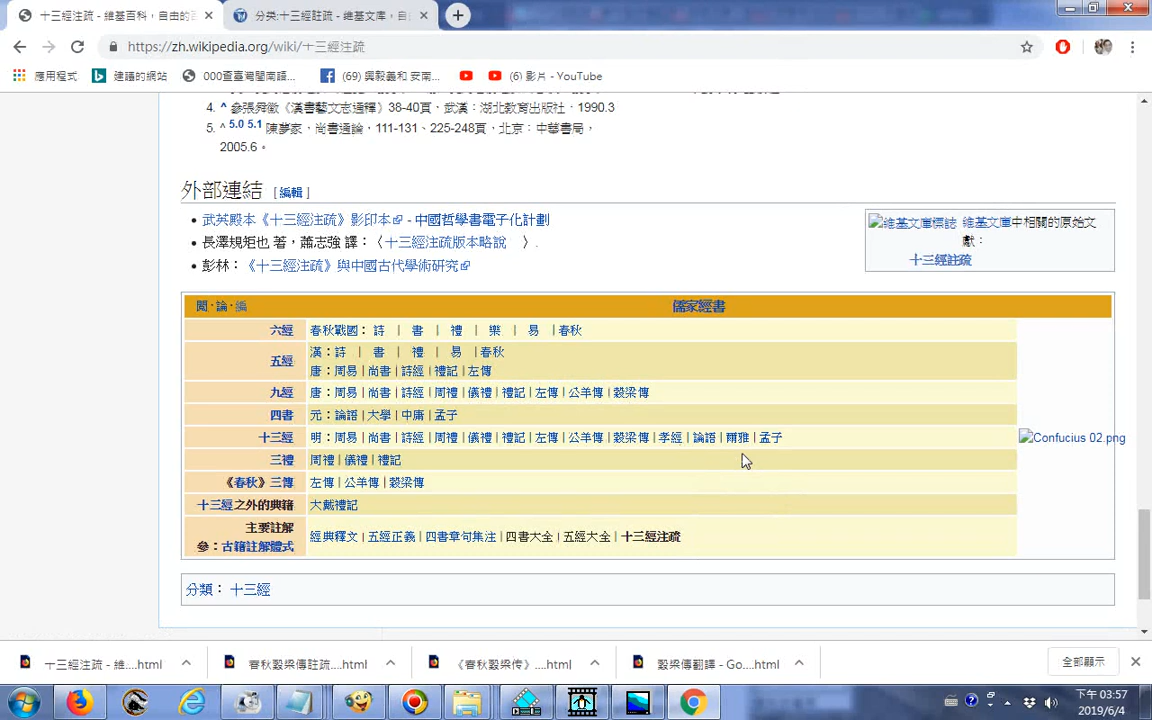 十三經注疏 - 維基百科，自由的百
分类:十三經註疏 - 维基文库，自
https://zh.wikipedia.org/wiki/十三經注疏
應用程式
建議的網站
000查臺灣閩南語...
(69) 興毅義和 安南...
(6) 影片 - YouTube
4. ^ 參張舜徽《漢書藝文志通釋》38-40頁，武漢：湖北教育出版社，1990.3
5. ^ 5.0 5.1 陳夢家，尚書通論，111-131、225-248頁，北京：中華書局，
2005.6。
外部連結 [編輯]
武英殿本《十三經注疏》影印本 - 中國哲學書電子化計劃
長澤規矩也 著，蕭志強 譯：〈十三經注疏版本略說 〉.
彭林：《十三經注疏》與中國古代學術研究
維基文庫標誌 維基文庫中相關的原始文
獻：
十三經註疏
閱·論·編 儒家經書
六經 春秋戰國：詩 | 書 | 禮 | 樂 | 易 | 春秋
五經 漢：詩 | 書 | 禮 | 易 | 春秋
唐：周易 | 尚書 | 詩經 | 禮記 | 左傳
九經 唐：周易 | 尚書 | 詩經 | 周禮 | 儀禮 | 禮記 | 左傳 | 公羊傳 | 穀梁傳
四書 元：論語 | 大學 | 中庸 | 孟子
十三經 明：周易 | 尚書 | 詩經 | 周禮 | 儀禮 | 禮記 | 左傳 | 公羊傳 | 穀梁傳 | 孝經 | 論語 | 爾雅 | 孟子
Confucius 02.png
三禮 周禮 | 儀禮 | 禮記
《春秋》三傳 左傳 | 公羊傳 | 穀梁傳
十三經之外的典籍 大戴禮記
主要註解
參：古籍註解體式
經典釋文 | 五經正義 | 四書章句集注 | 四書大全 | 五經大全 | 十三經注疏
分類： 十三經
十三經注疏 - 維....html
春秋穀梁傳註疏....html
《春秋穀梁传》....html
穀梁傳翻譯 - Go....html
全部顯示
下午 03:57
2019/6/4